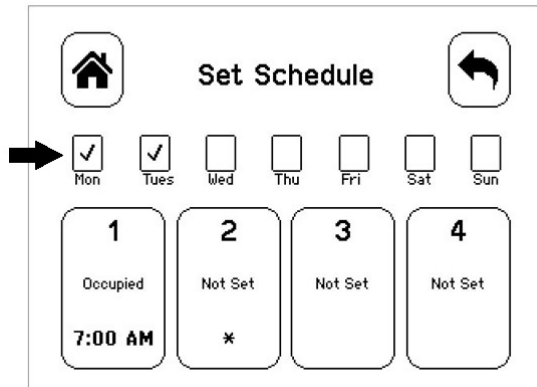 Set Schedule
Mon Tues Wed Thu Fri Sat Sun
1 2 3 4
Occupied Not Set Not Set Not Set
7:00 AM *